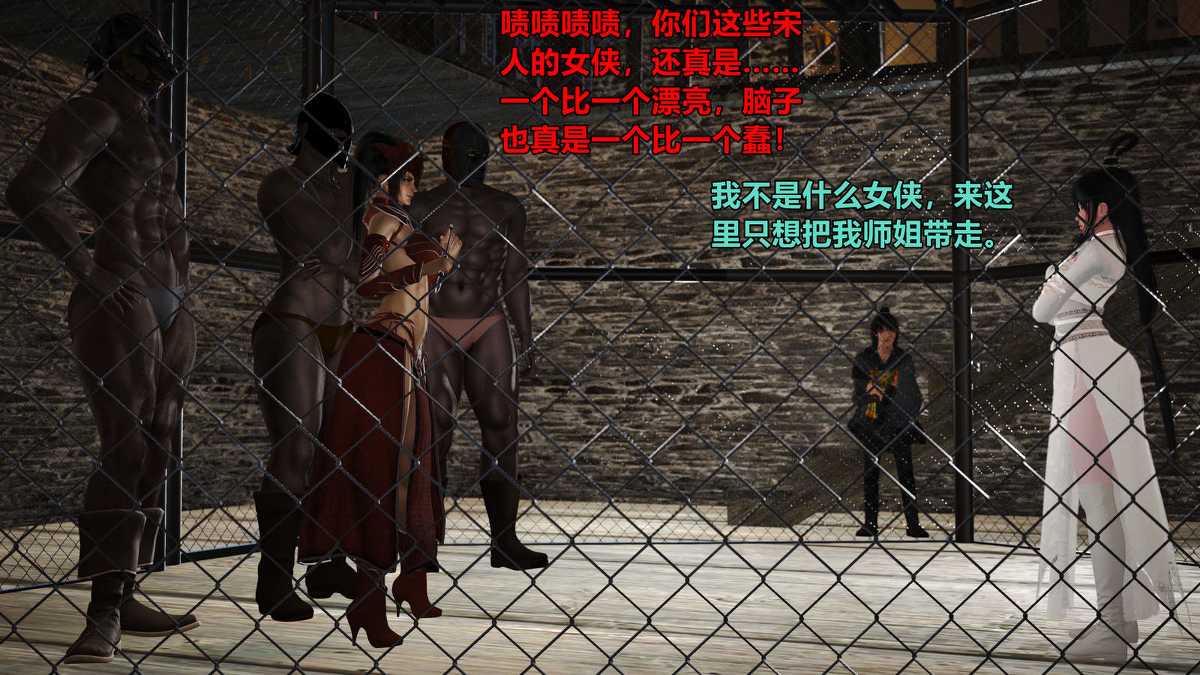 啧啧啧啧，你们这些宋
人的女侠，还真是......
一个比一个漂亮，脑子
也真是一个比一个蠢！
我不是什么女侠，来这
里只想把我师姐带走。